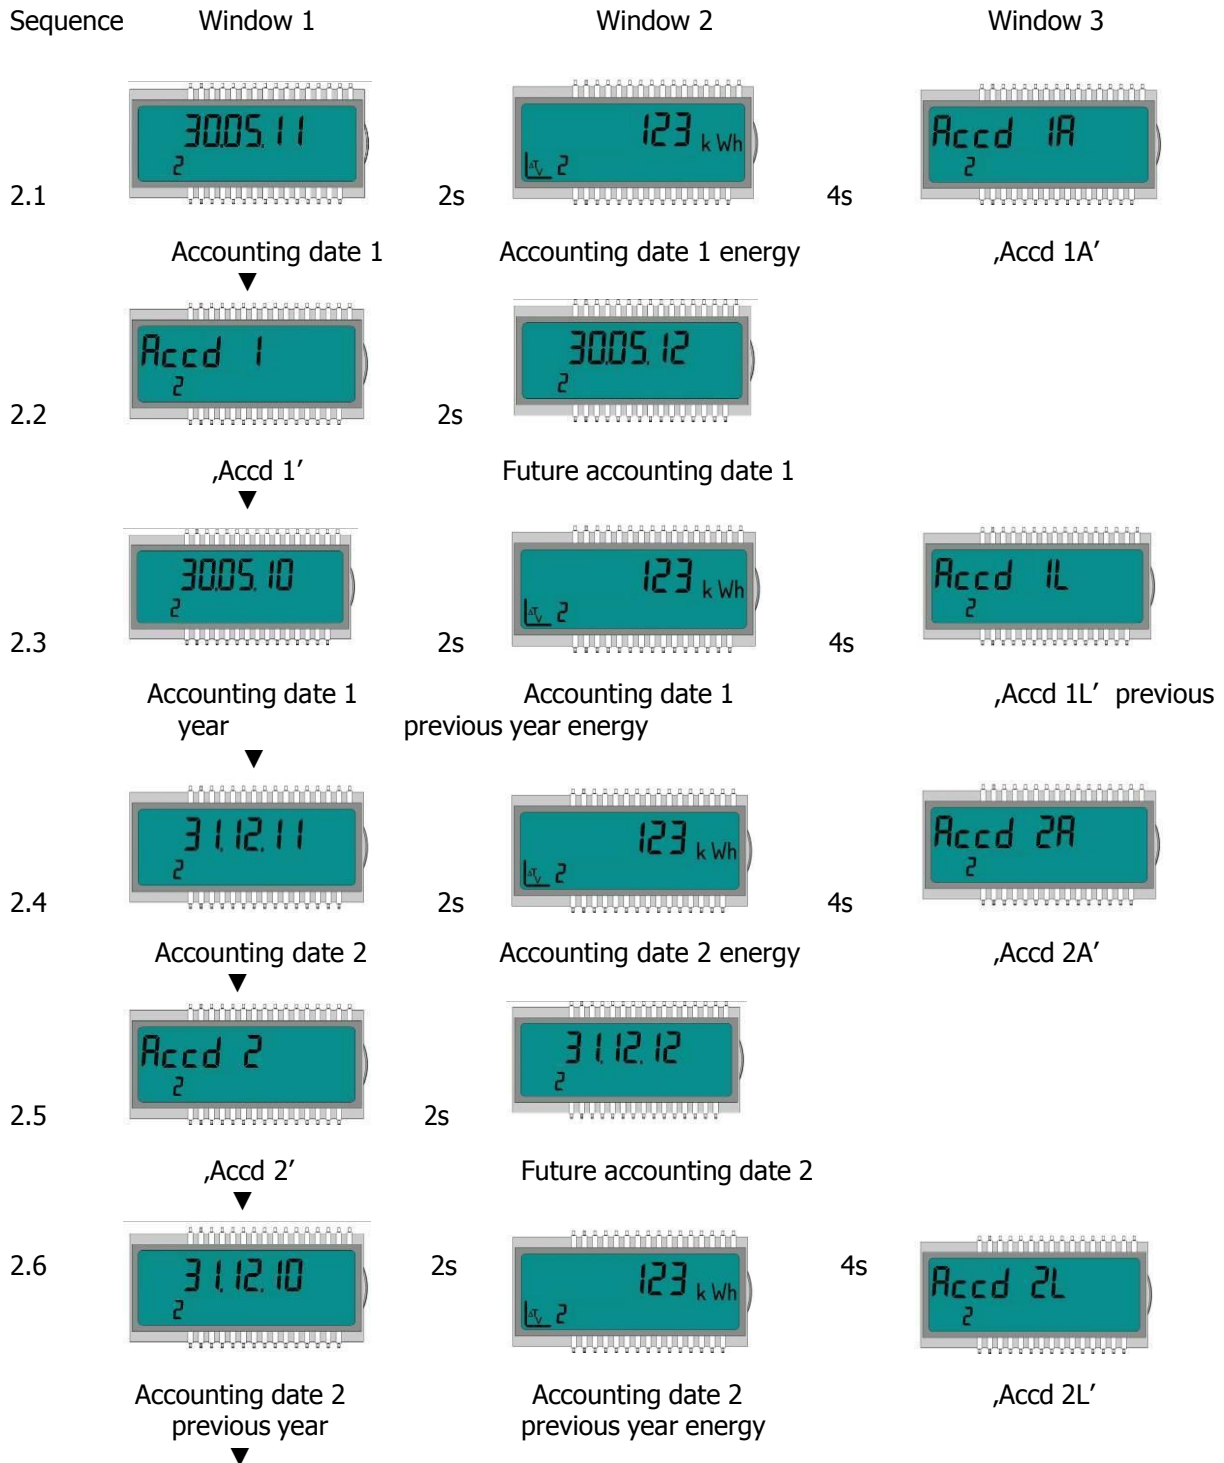 Sequence Window 1 Window 2 Window 3
30.05.11 123 kWh Accd 1A
2 ΔT V 2 2
2.1 2s 4s
Accounting date 1 Accounting date 1 energy ‚Accd 1A’
▼
Accd 1 30.05.12
2 2
2.2 2s
‚Accd 1’ Future accounting date 1
▼
30.05.10 123 kWh Accd 1L
2 ΔT V 2 2
2.3 2s 4s
Accounting date 1 Accounting date 1 ‚Accd 1L’ previous
year previous year energy
▼
31.12.11 123 kWh Accd 2A
2 ΔT V 2 2
2.4 2s 4s
Accounting date 2 Accounting date 2 energy ‚Accd 2A’
▼
Accd 2 31.12.12
2 2
2.5 2s
‚Accd 2’ Future accounting date 2
▼
31.12.10 123 kWh Accd 2L
2.6 2s 4s
2 ΔT V 2 2
Accounting date 2 Accounting date 2 ‚Accd 2L’
previous year previous year energy
▼